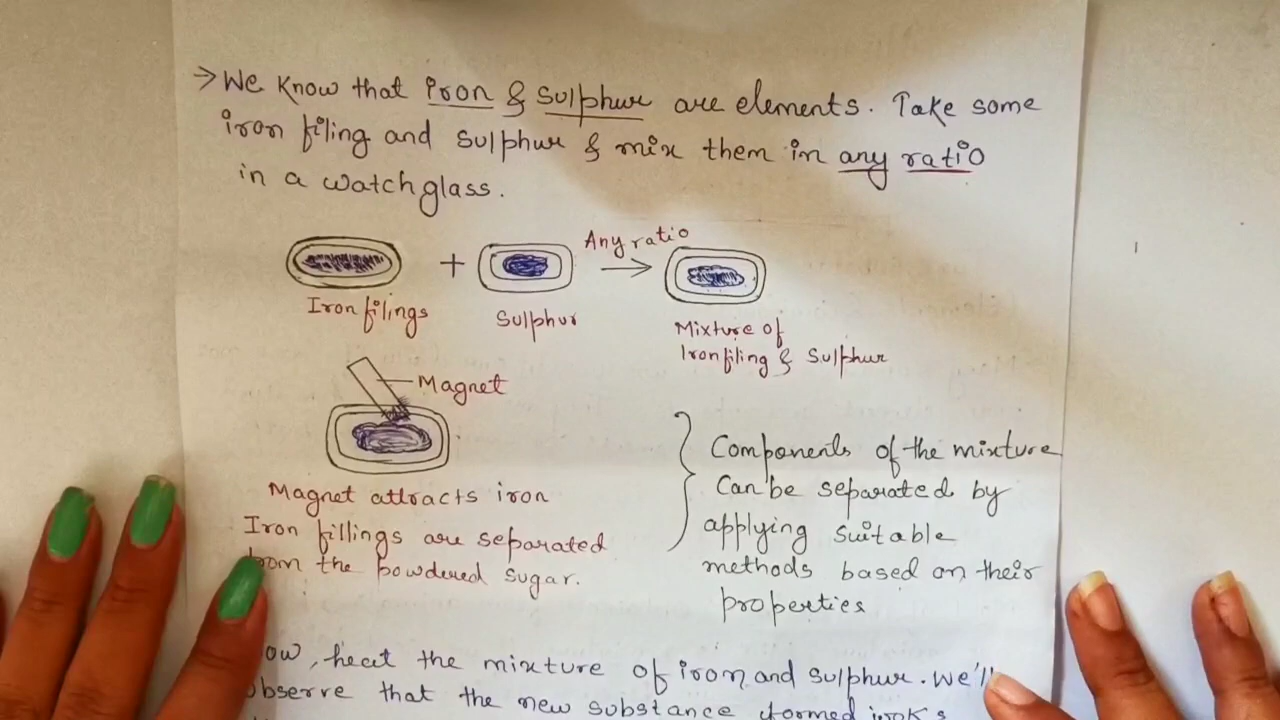 → We know that iron & sulphur are elements. Take some
iron filing and sulphur & mix them in any ratio
in a watchglass.
Any ratio
+
Iron filings
Sulphur
Mixture of
Iron filing & Sulphur
Magnet
Magnet attracts iron
Iron fillings are separated
from the powdered sugar.
Components of the mixture
Can be separated by
applying suitable
methods based on their
properties
heat the mixture of iron and sulphur. We'll
observe that the new substance formed